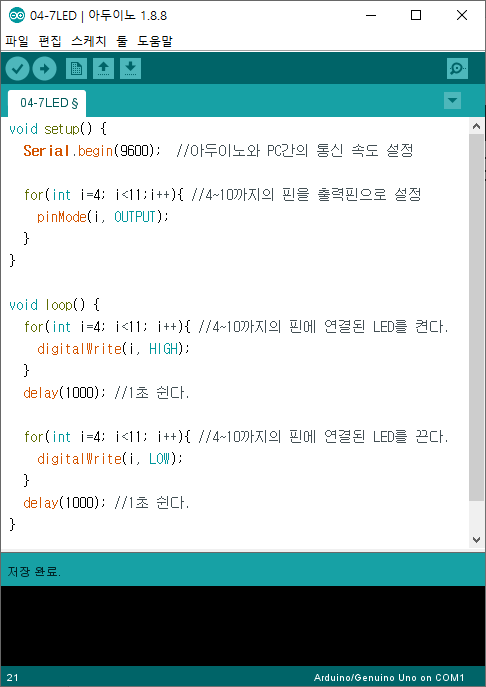 04-7LED | 아두이노 1.8.8
파일 편집 스케치 툴 도움말
04-7LED §
void setup() {
  Serial.begin(9600);  //아두이노와 PC간의 통신 속도 설정

  for(int i=4; i<11;i++){ //4~10까지의 핀을 출력핀으로 설정
    pinMode(i, OUTPUT);
  }
}

void loop() {
  for(int i=4; i<11; i++){ //4~10까지의 핀에 연결된 LED를 켠다.
    digitalWrite(i, HIGH);
  }
  delay(1000); //1초 쉰다.

  for(int i=4; i<11; i++){ //4~10까지의 핀에 연결된 LED를 끈다.
    digitalWrite(i, LOW);
  }
  delay(1000); //1초 쉰다.
}
저장 완료.
21 Arduino/Genuino Uno on COM1